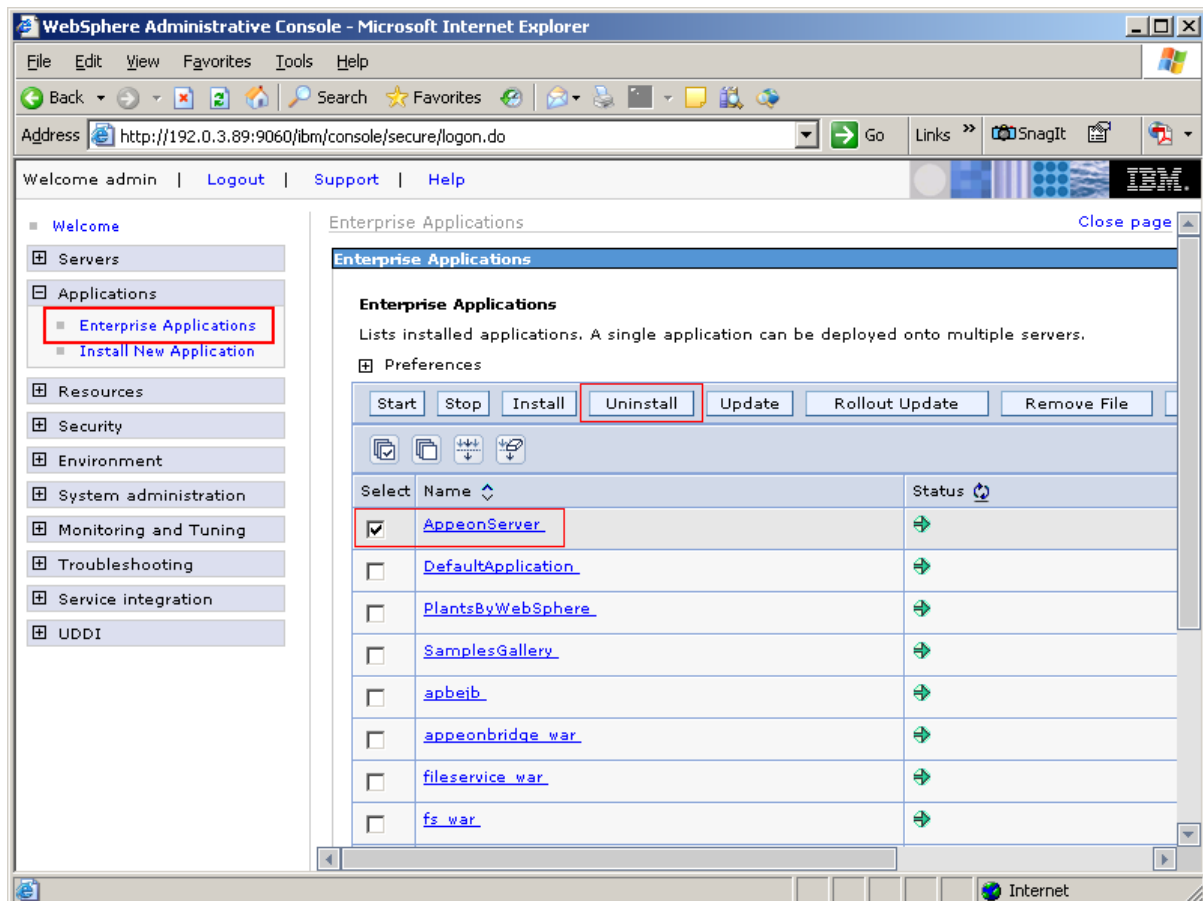 WebSphere Administrative Console - Microsoft Internet Explorer
File Edit View Favorites Tools Help
Back Search Favorites
Address http://192.0.3.89:9060/ibm/console/secure/logon.do Go Links » SnagIt
Welcome admin | Logout | Support | Help IBM.
Welcome
Servers
Applications
Enterprise Applications
Install New Application
Resources
Security
Environment
System administration
Monitoring and Tuning
Troubleshooting
Service integration
UDDI
Enterprise Applications Close page
Enterprise Applications
Enterprise Applications
Lists installed applications. A single application can be deployed onto multiple servers.
Preferences
Start Stop Install Uninstall Update Rollout Update Remove File
Select Name Status
AppeonServer
DefaultApplication
PlantsByWebSphere
SamplesGallery
apbejb
appeonbridge_war
fileservice_war
fs_war
Internet